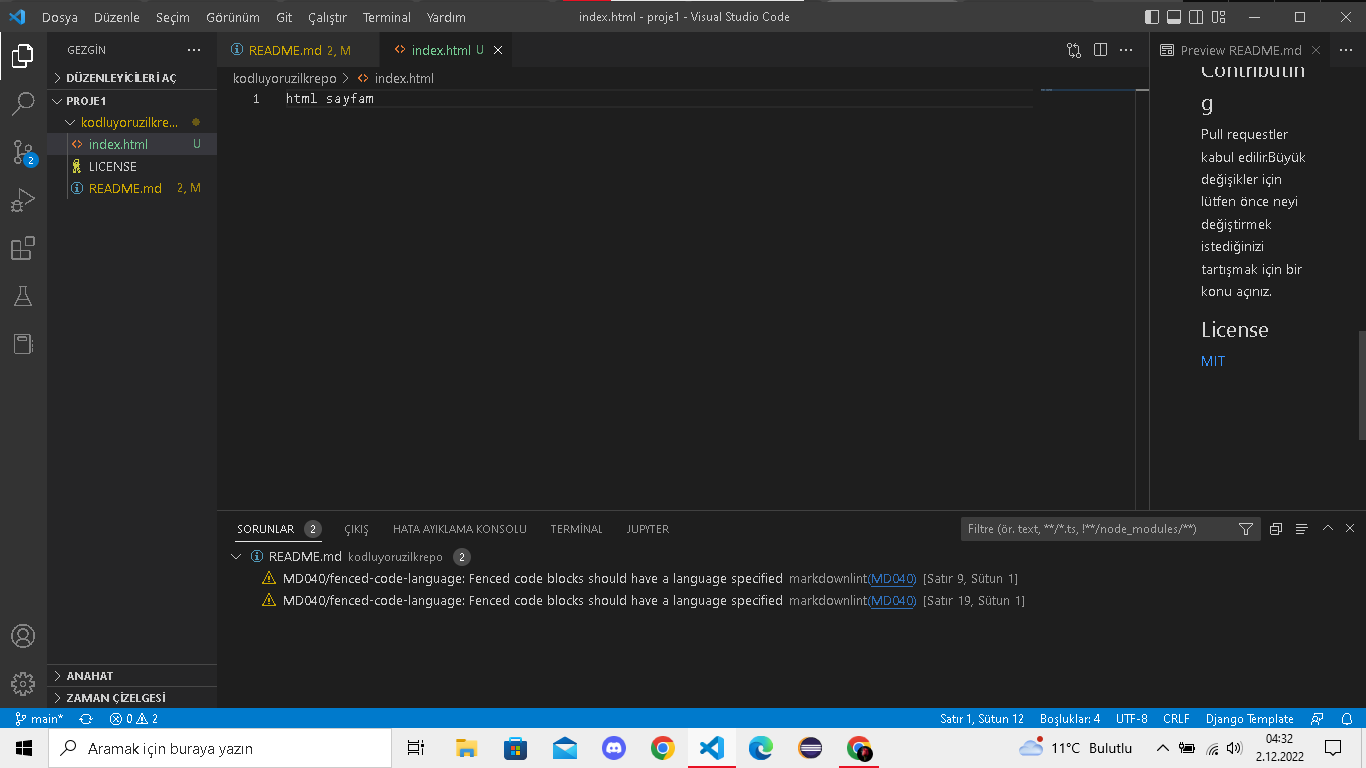 Dosya Düzenle Seçim Görünüm Git Çalıştır Terminal Yardım
index.html - proje1 - Visual Studio Code
GEZGİN
DÜZENLEYİCİLERİ AÇ
PROJE1
kodluyoruzilkre...
index.html U
LICENSE
README.md 2, M
ANAHAT
ZAMAN ÇİZELGESİ
2
README.md 2, M
index.html U
kodluyoruzilkrepo > index.html
1 html sayfam
Preview README.md
Contributin
g
Pull requestler
kabul edilir.Büyük
değişikler için
lütfen önce neyi
değiştirmek
istediğinizi
tartışmak için bir
konu açınız.
License
MIT
SORUNLAR 2 ÇIKIŞ HATA AYIKLAMA KONSOLU TERMİNAL JUPYTER
Filtre (ör. text, **/*.ts, !**/node_modules/**)
README.md kodluyoruzilkrepo 2
MD040/fenced-code-language: Fenced code blocks should have a language specified markdownlint(MD040) [Satır 9, Sütun 1]
MD040/fenced-code-language: Fenced code blocks should have a language specified markdownlint(MD040) [Satır 19, Sütun 1]
main* 0 2
Satır 1, Sütun 12 Boşluklar: 4 UTF-8 CRLF Django Template
Aramak için buraya yazın
11°C Bulutlu
04:32
2.12.2022